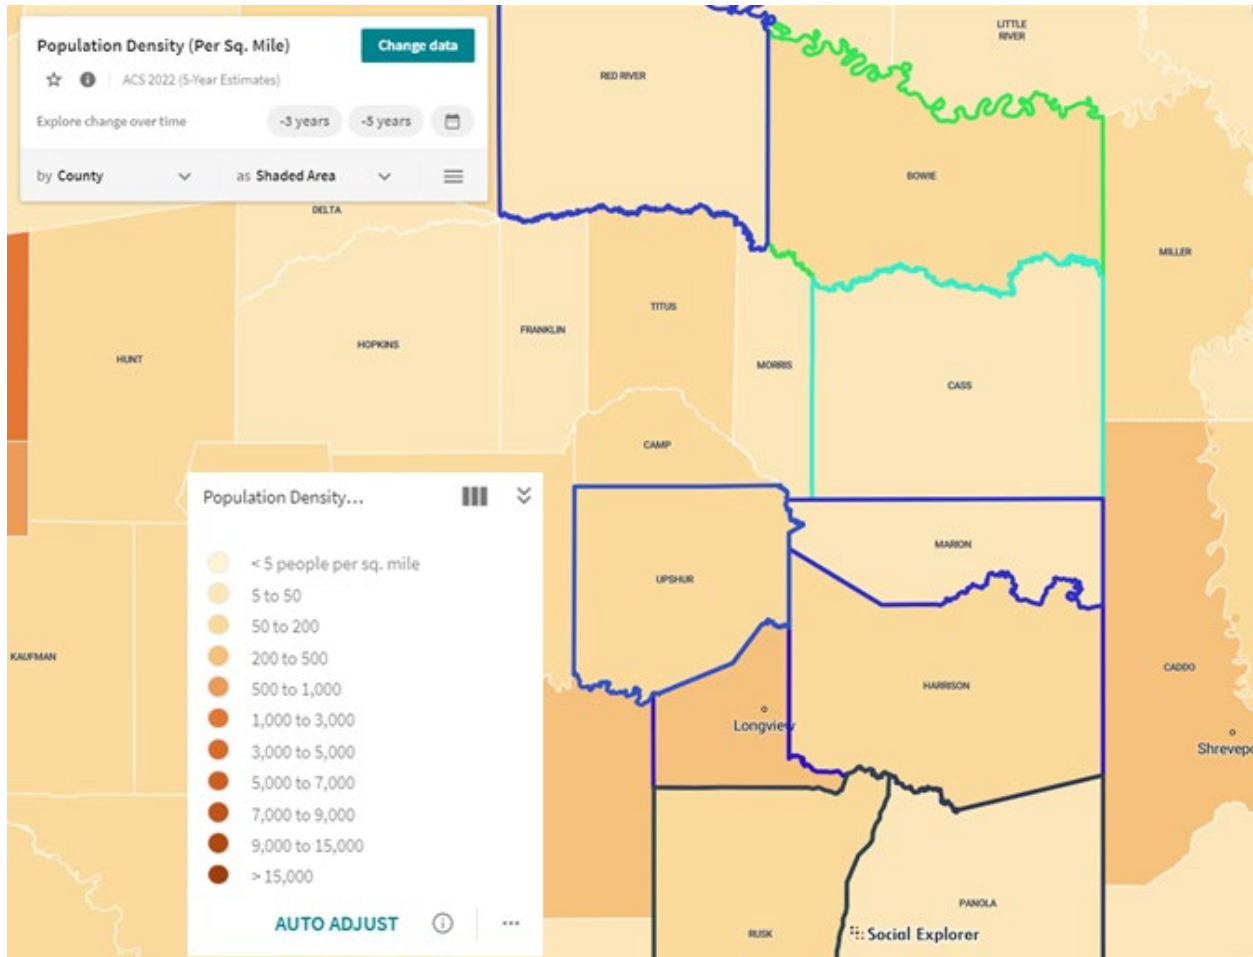 Population Density (Per Sq. Mile)
Change data
ACS 2022 (5-Year Estimates)
Explore change over time
-3 years
-5 years
by County
as Shaded Area
LITTLE
RIVER
RED RIVER
BOWIE
DELTA
MILLER
TITUS
FRANKLIN
HOPKINS
HUNT
MORRIS
CASS
CAMP
Population Density...
< 5 people per sq. mile
5 to 50
50 to 200
200 to 500
500 to 1,000
1,000 to 3,000
3,000 to 5,000
5,000 to 7,000
7,000 to 9,000
9,000 to 15,000
> 15,000
AUTO ADJUST
MARION
UPSHUR
KAUFMAN
CADDO
HARRISON
Longview
Shrevepo
PANOLA
RUSK
Social Explorer